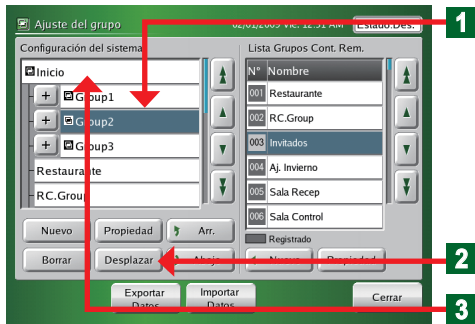 Ajuste del grupo
02/01/2009 Vie. 12:51 AM Estado.Des.
1
Configuración del sistema
Inicio
Group1
Group2
Group3
Restaurante
RC.Group
Nuevo Propiedad Arr.
Borrar Desplazar Abajo
Lista Grupos Cont. Rem.
N° Nombre
001 Restaurante
002 RC.Group
003 Invitados
004 Aj. Invierno
005 Sala Recep
006 Sala Control
Registrado
Nuevo Propiedad
2
Exportar
Datos
Importar
Datos
Cerrar
3